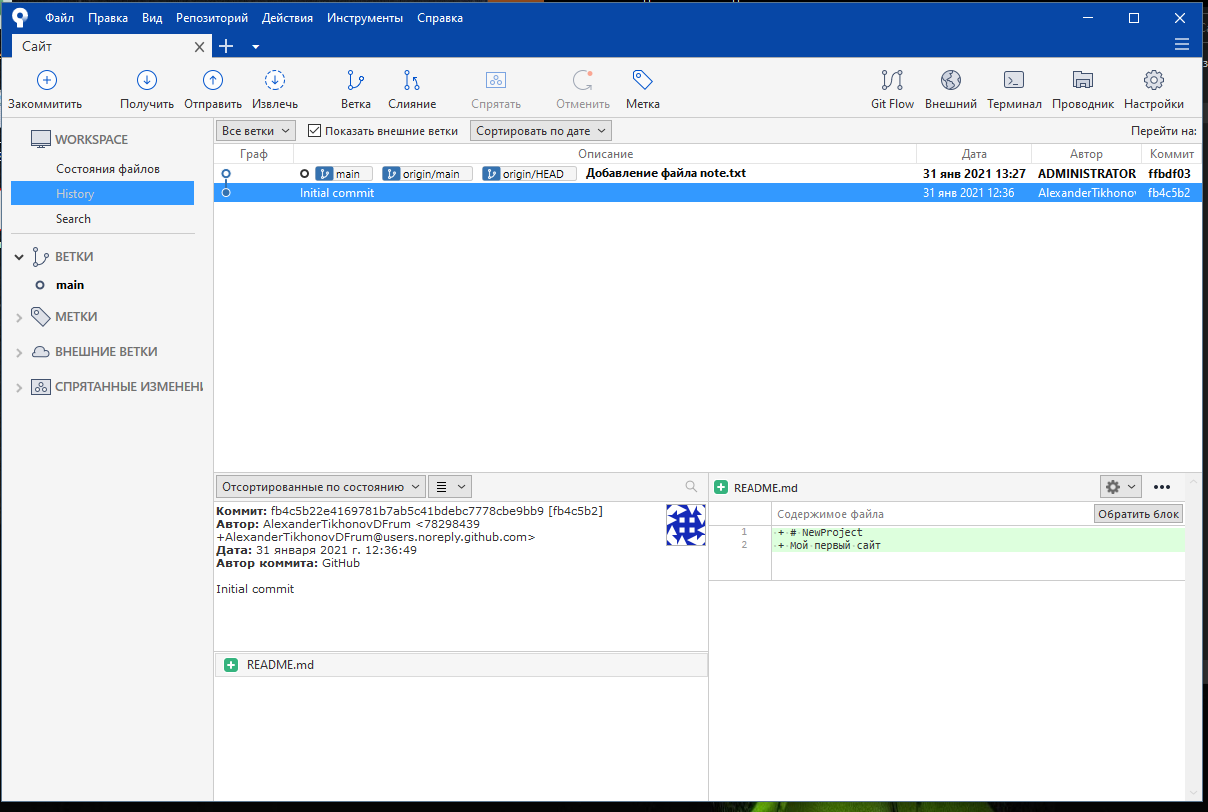 Файл Правка Вид Репозиторий Действия Инструменты Справка
Сайт
Закоммитить Получить Отправить Извлечь Ветка Слияние Спрятать Отменить Метка Git Flow Внешний Терминал Проводник Настройки
WORKSPACE
Состояния файлов
History
Search
ВЕТКИ
main
МЕТКИ
ВНЕШНИЕ ВЕТКИ
СПРЯТАННЫЕ ИЗМЕНЕНИ
Все ветки Показать внешние ветки Сортировать по дате Перейти на:
Граф Описание Дата Автор Коммит
main origin/main origin/HEAD Добавление файла note.txt 31 янв 2021 13:27 ADMINISTRATOR ffbdf03
Initial commit 31 янв 2021 12:36 AlexanderTikhonov fb4c5b2
Отсортированные по состоянию
Коммит: fb4c5b22e4169781b7ab5c41bdebc7778cbe9bb9 [fb4c5b2]
Автор: AlexanderTikhonovDFrum <78298439
+AlexanderTikhonovDFrum@users.noreply.github.com>
Дата: 31 января 2021 г. 12:36:49
Автор коммита: GitHub
Initial commit
README.md
README.md
Содержимое файла Обратить блок
1 + # NewProject
2 + Мой первый сайт